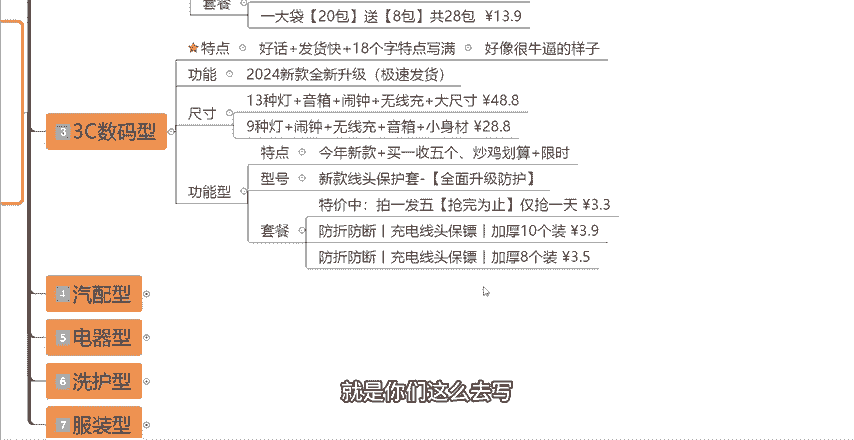 套餐
一大袋【20包】送【8包】共28包 ¥13.9
特点 好话+发货快+18个字特点写满 好像很牛逼的样子
功能 2024新款全新升级（极速发货）
3 3C数码型
尺寸
13种灯+音箱+闹钟+无线充+大尺寸 ¥48.8
9种灯+闹钟+无线充+音箱+小身材 ¥28.8
功能型
特点 今年新款+买一收五个、炒鸡划算+限时
型号 新款线头保护套-【全面升级防护】
套餐
特价中：拍一发五【抢完为止】仅抢一天 ¥3.3
防折防断丨充电线头保镖丨加厚10个装 ¥3.9
防折防断丨充电线头保镖丨加厚8个装 ¥3.5
4 汽配型
5 电器型
6 洗护型
7 服装型
就是你们这么去写